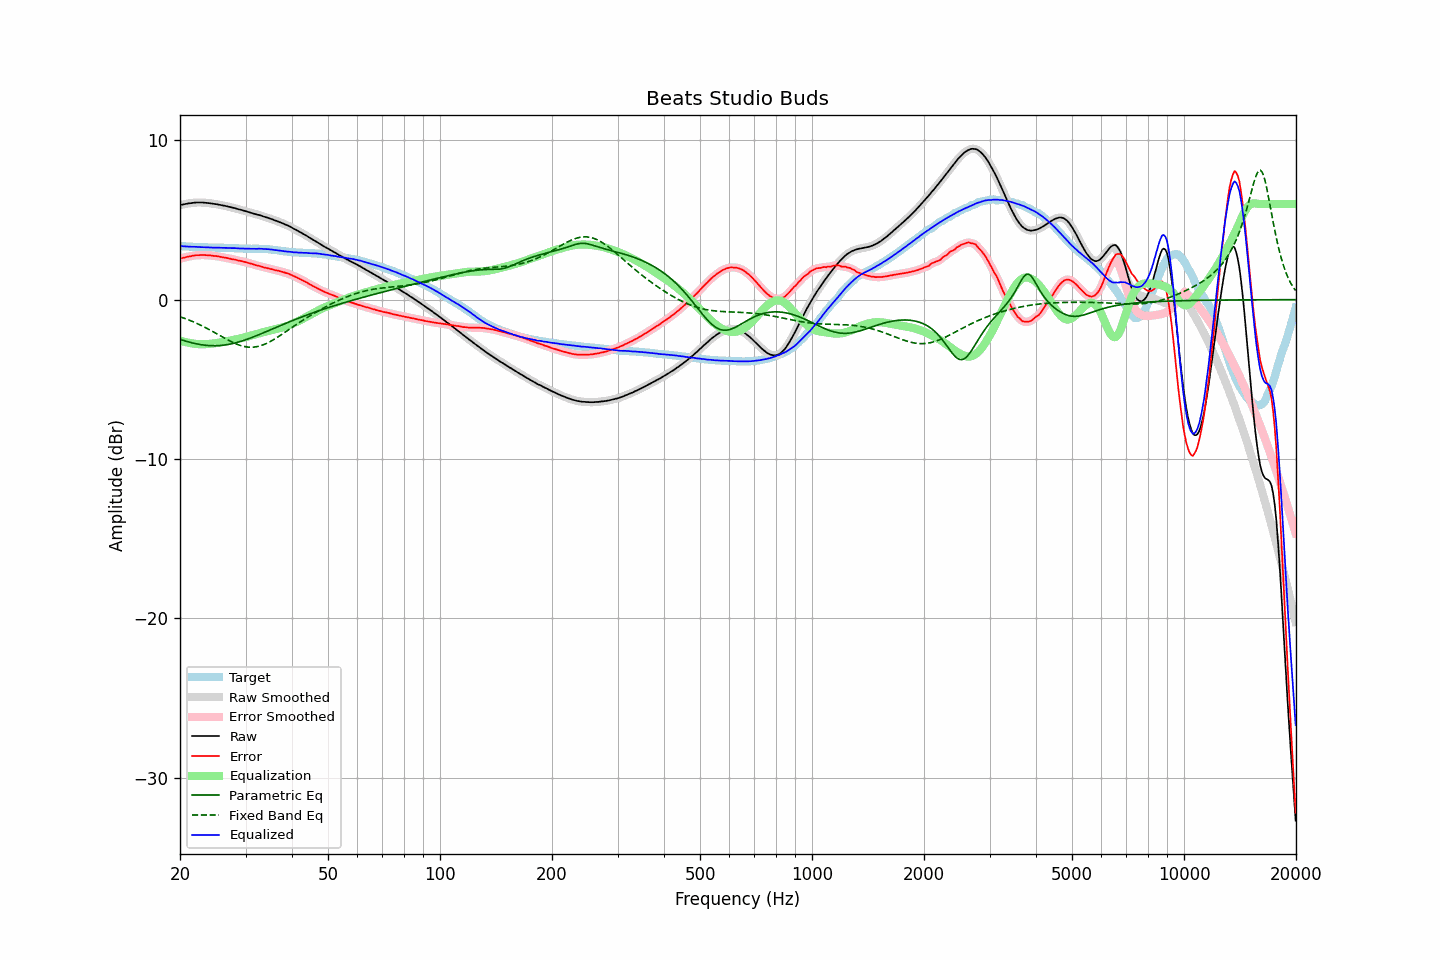 Beats Studio Buds
Amplitude (dBr)
10
0
−10
−20
−30
Target
Raw Smoothed
Error Smoothed
Raw
Error
Equalization
Parametric Eq
Fixed Band Eq
Equalized
20 50 100 200 500 1000 2000 5000 10000 20000
Frequency (Hz)